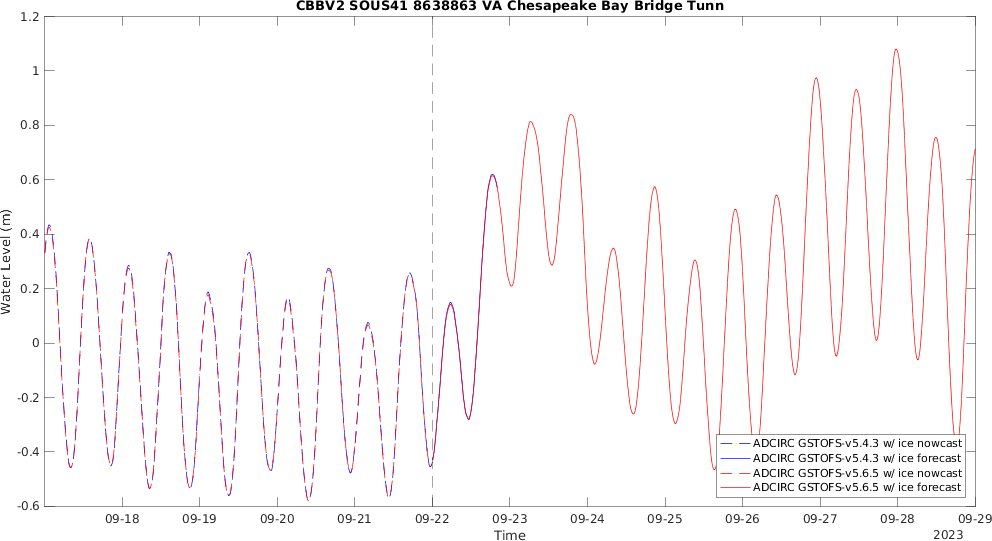 CBBV2 SOUS41 8638863 VA Chesapeake Bay Bridge Tunn
1.2
1
0.8
0.6
0.4
0.2
0
-0.2
-0.4
-0.6
Water Level (m)
ADCIRC GSTOFS-v5.4.3 w/ ice nowcast
ADCIRC GSTOFS-v5.4.3 w/ ice forecast
ADCIRC GSTOFS-v5.6.5 w/ ice nowcast
ADCIRC GSTOFS-v5.6.5 w/ ice forecast
09-18 09-19 09-20 09-21 09-22 09-23 09-24 09-25 09-26 09-27 09-28 09-29
Time
2023